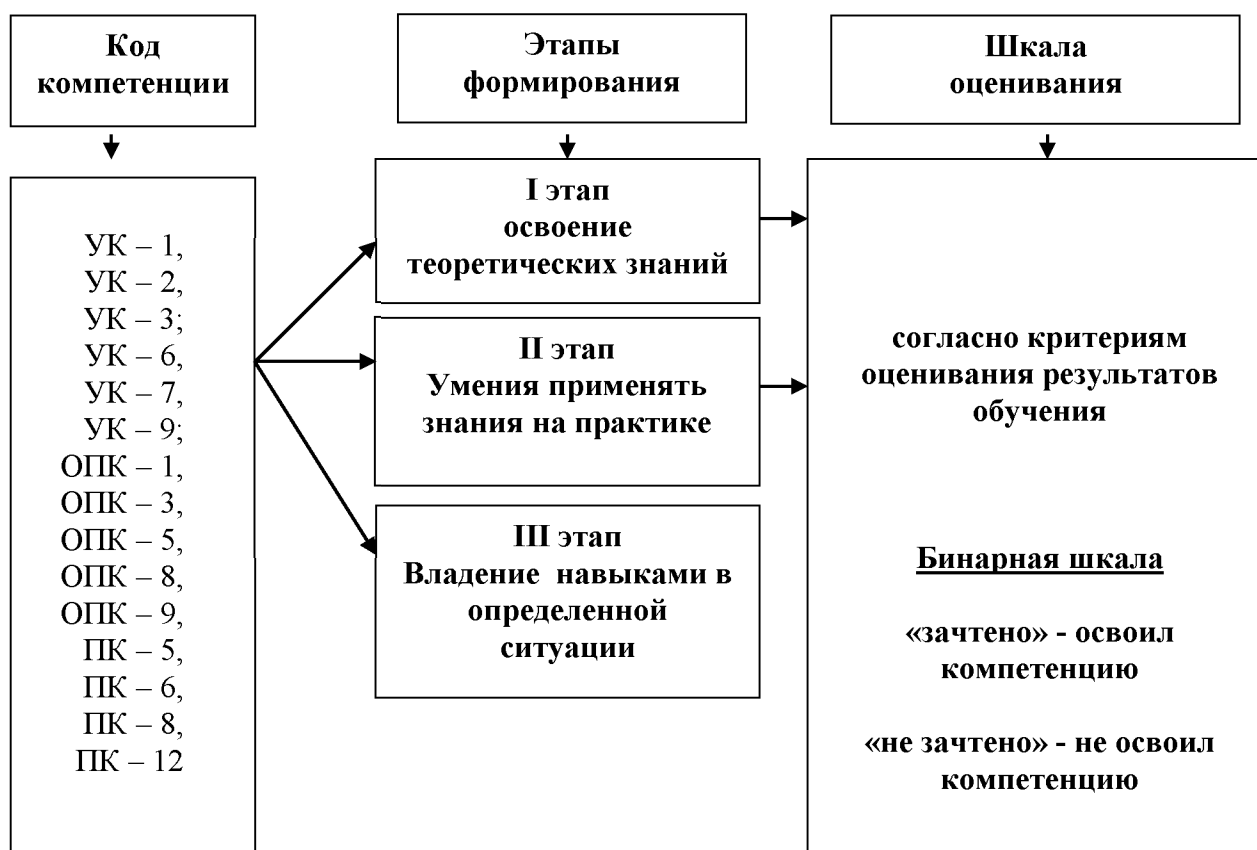 Код
компетенции
Этапы
формирования
Шкала
оценивания
УК – 1,
УК – 2,
УК – 3;
УК – 6,
УК – 7,
УК – 9;
ОПК – 1,
ОПК – 3,
ОПК – 5,
ОПК – 8,
ОПК – 9,
ПК – 5,
ПК – 6,
ПК – 8,
ПК – 12
I этап
освоение
теоретических знаний
II этап
Умения применять
знания на практике
III этап
Владение навыками в
определенной
ситуации
согласно критериям
оценивания результатов
обучения
Бинарная шкала
«зачтено» - освоил
компетенцию
«не зачтено» - не освоил
компетенцию